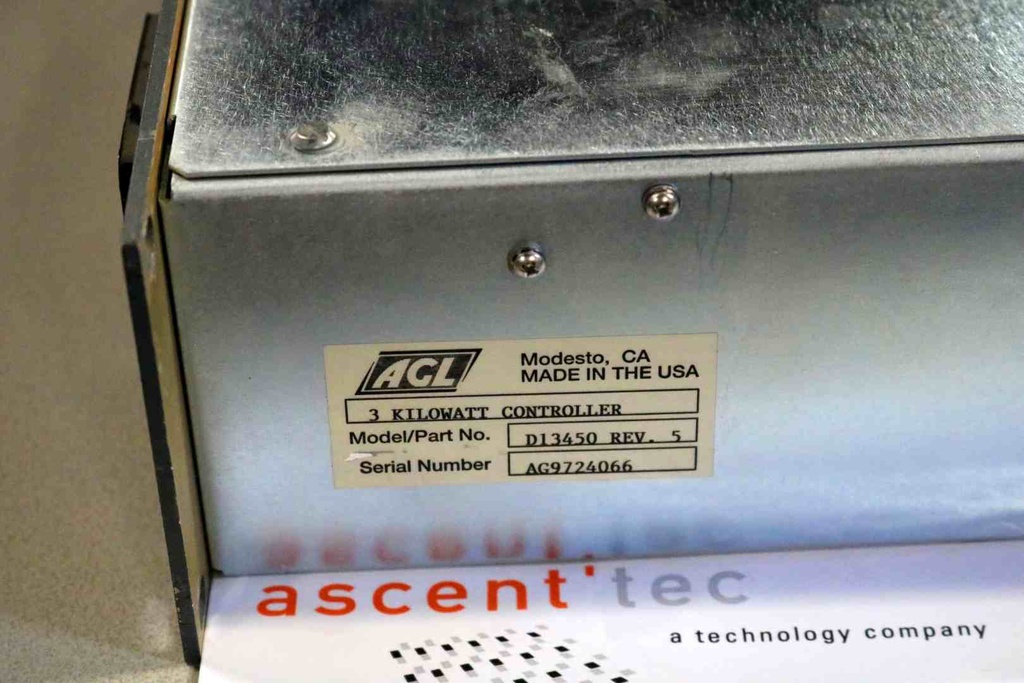 AGL
Modesto, CA
MADE IN THE USA
3 KILOWATT CONTROLLER
Model/Part No. D13450 REV. 5
Serial Number AG9724066
ascent'tec
a technology company